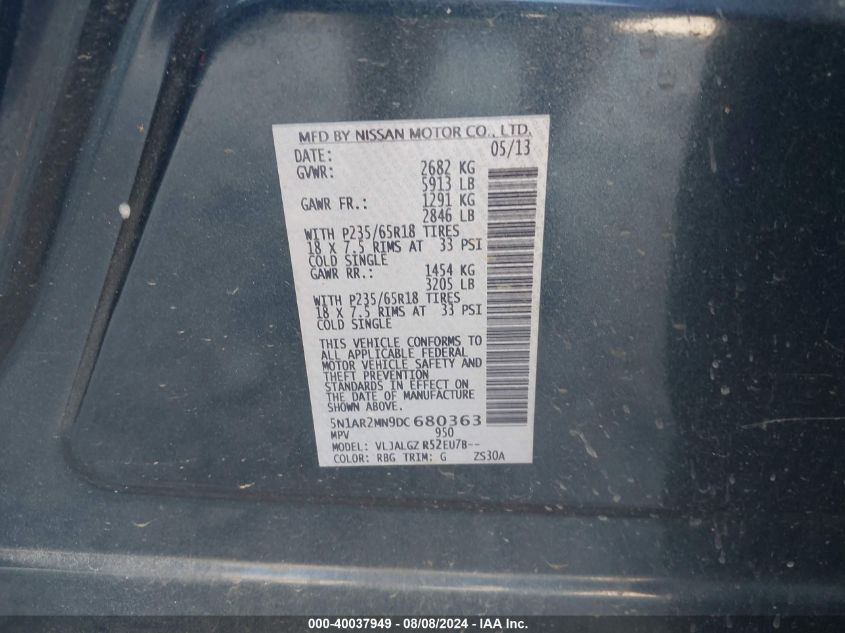 MFD BY NISSAN MOTOR CO., LTD.
DATE: 05/13
GVWR: 2682 KG
5913 LB
GAWR FR.: 1291 KG
2846 LB
WITH P235/65R18 TIRES
18 X 7.5 RIMS AT 33 PSI
COLD SINGLE
GAWR RR.: 1454 KG
3205 LB
WITH P235/65R18 TIRES
18 X 7.5 RIMS AT 33 PSI
COLD SINGLE
THIS VEHICLE CONFORMS TO
ALL APPLICABLE FEDERAL
MOTOR VEHICLE SAFETY AND
THEFT PREVENTION
STANDARDS IN EFFECT ON
THE DATE OF MANUFACTURE
SHOWN ABOVE.
5N1AR2MN9DC 680363
MPV 950
MODEL: VLJALGZ R52EU7B--
COLOR: RBG TRIM: G ZS30A
000-40037949 - 08/08/2024 - IAA Inc.